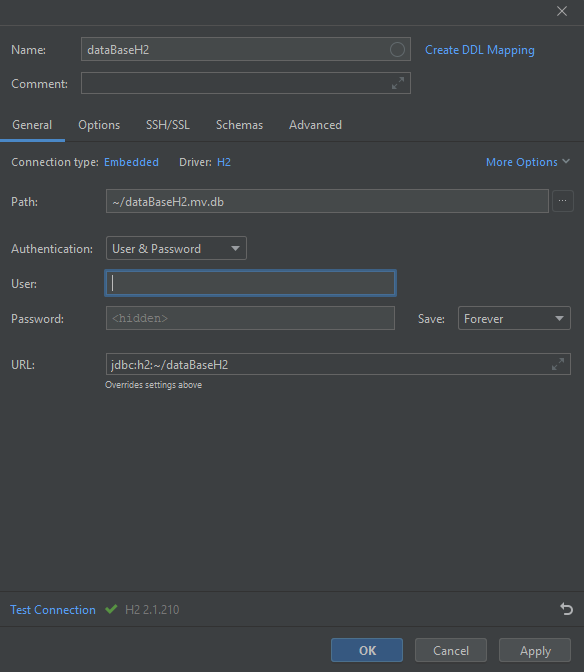 Name: dataBaseH2 Create DDL Mapping
Comment:
General Options SSH/SSL Schemas Advanced
Connection type: Embedded Driver: H2 More Options
Path: ~/dataBaseH2.mv.db ...
Authentication: User & Password
User:
Password: <hidden> Save: Forever
URL: jdbc:h2:~/dataBaseH2
Overrides settings above
Test Connection H2 2.1.210
OK Cancel Apply